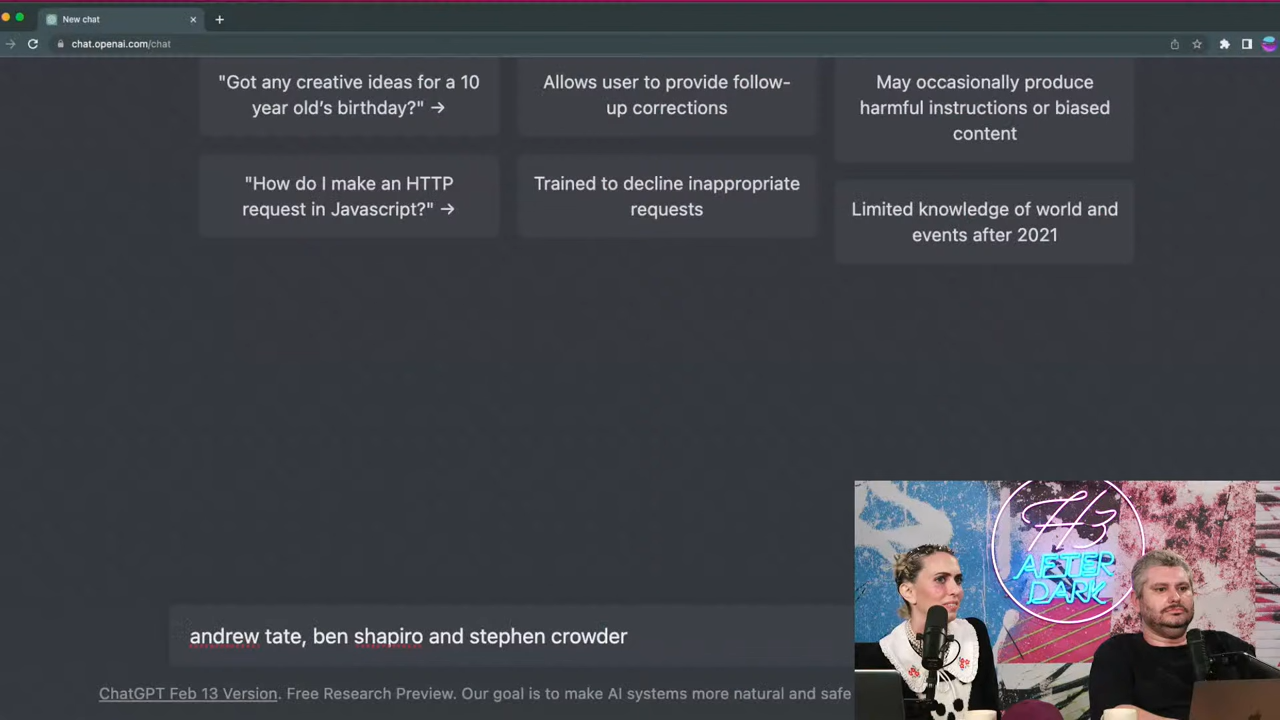 New chat
chat.openai.com/chat
"Got any creative ideas for a 10
year old's birthday?" →
Allows user to provide follow-
up corrections
May occasionally produce
harmful instructions or biased
content
"How do I make an HTTP
request in Javascript?" →
Trained to decline inappropriate
requests
Limited knowledge of world and
events after 2021
H3
AFTER
DARK
andrew tate, ben shapiro and stephen crowder
ChatGPT Feb 13 Version. Free Research Preview. Our goal is to make AI systems more natural and safe